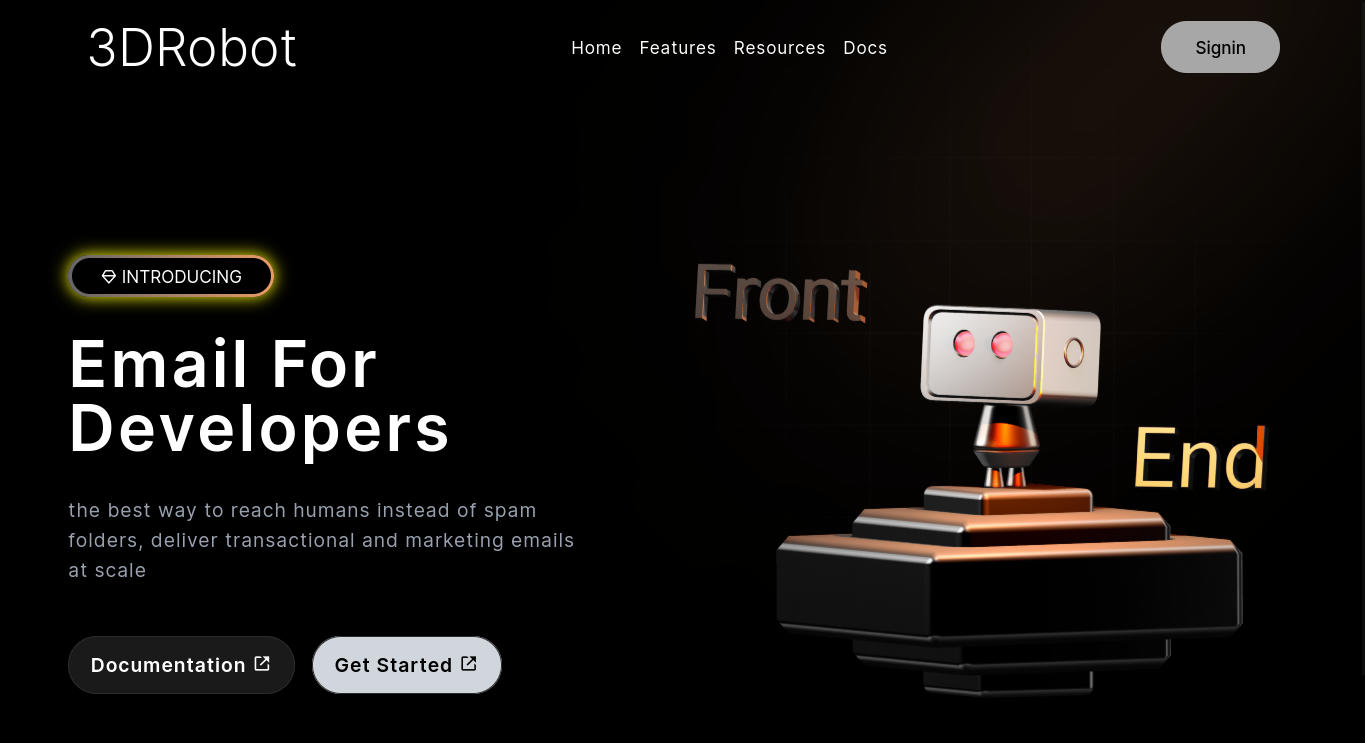 3DRobot
Home Features Resources Docs
Signin
INTRODUCING
Email For
Developers
the best way to reach humans instead of spam
folders, deliver transactional and marketing emails
at scale
Documentation
Get Started
Front
End